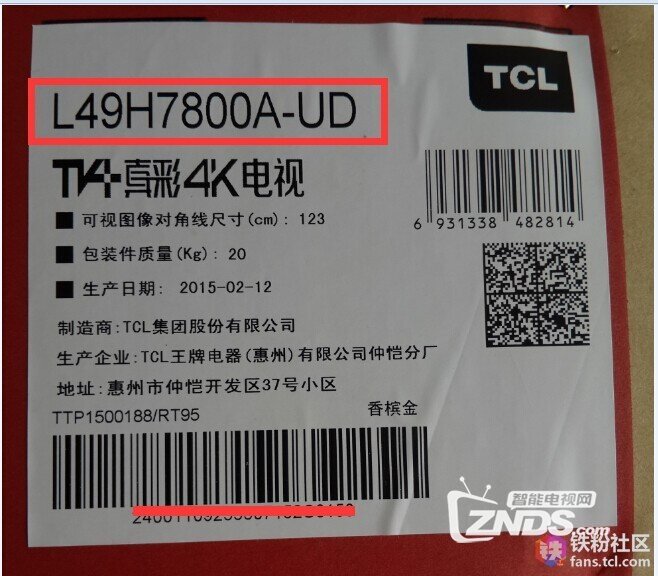 TCL
L49H7800A-UD
TV+真彩4K电视
■ 可视图像对角线尺寸(cm): 123
6 931338 482814
■ 包装件质量(Kg): 20
■ 生产日期: 2015-02-12
制造商:TCL集团股份有限公司
生产企业:TCL王牌电器(惠州)有限公司仲恺分厂
地址:惠州市仲恺开发区37号小区
TTP1500188/RT95 香槟金
智能电视网
ZNDS.com
铁粉社区
fans.tcl.com